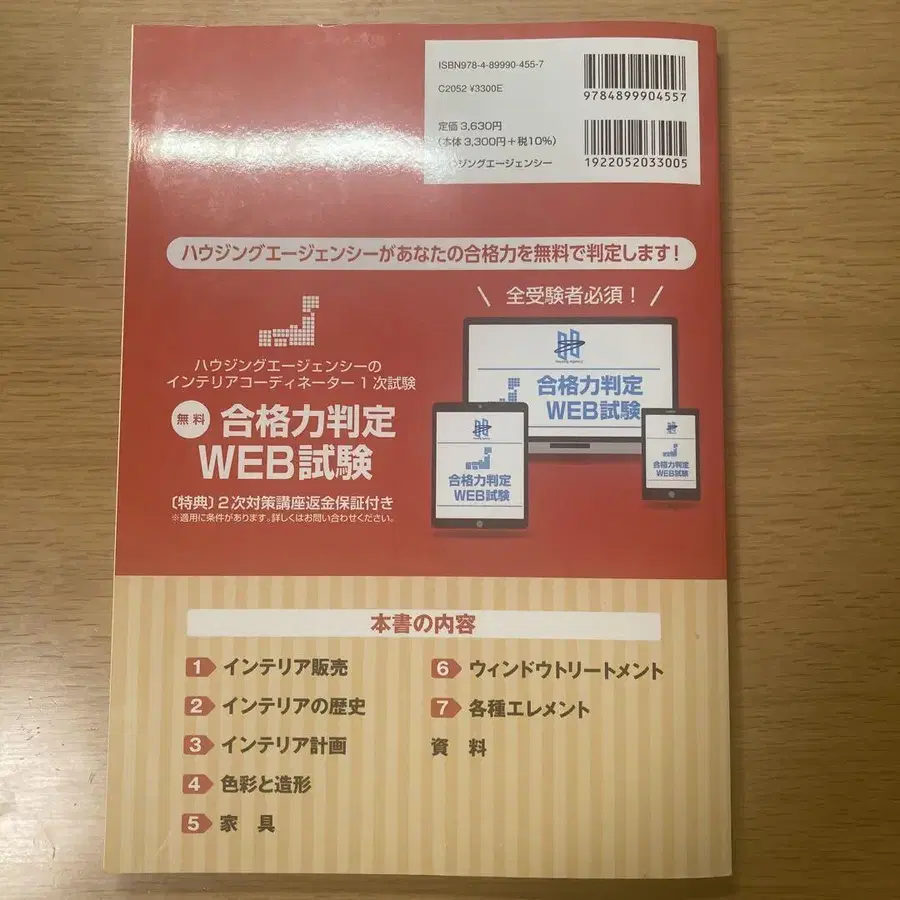 ISBN978-4-89990-455-7
C2052 ¥3300E
9784899904557
定価 3,630円
(本体 3,300円+税10%)
ウジングエージェンシー
1922052033005
ハウジングエージェンシーがあなたの合格力を無料で判定します!
全受験者必須!
ハウジングエージェンシーの
インテリアコーディネーター1次試験
無料
合格力判定
WEB試験
〔特典〕2次対策講座返金保証付き
※適用に条件があります。詳しくはお問い合わせください。
Housing Agency
合格力判定
WEB試験
合格力判定
WEB試験
合格力判定
WEB試験
本書の内容
1 インテリア販売
2 インテリアの歴史
3 インテリア計画
4 色彩と造形
5 家 具
6 ウィンドウトリートメント
7 各種エレメント
資 料